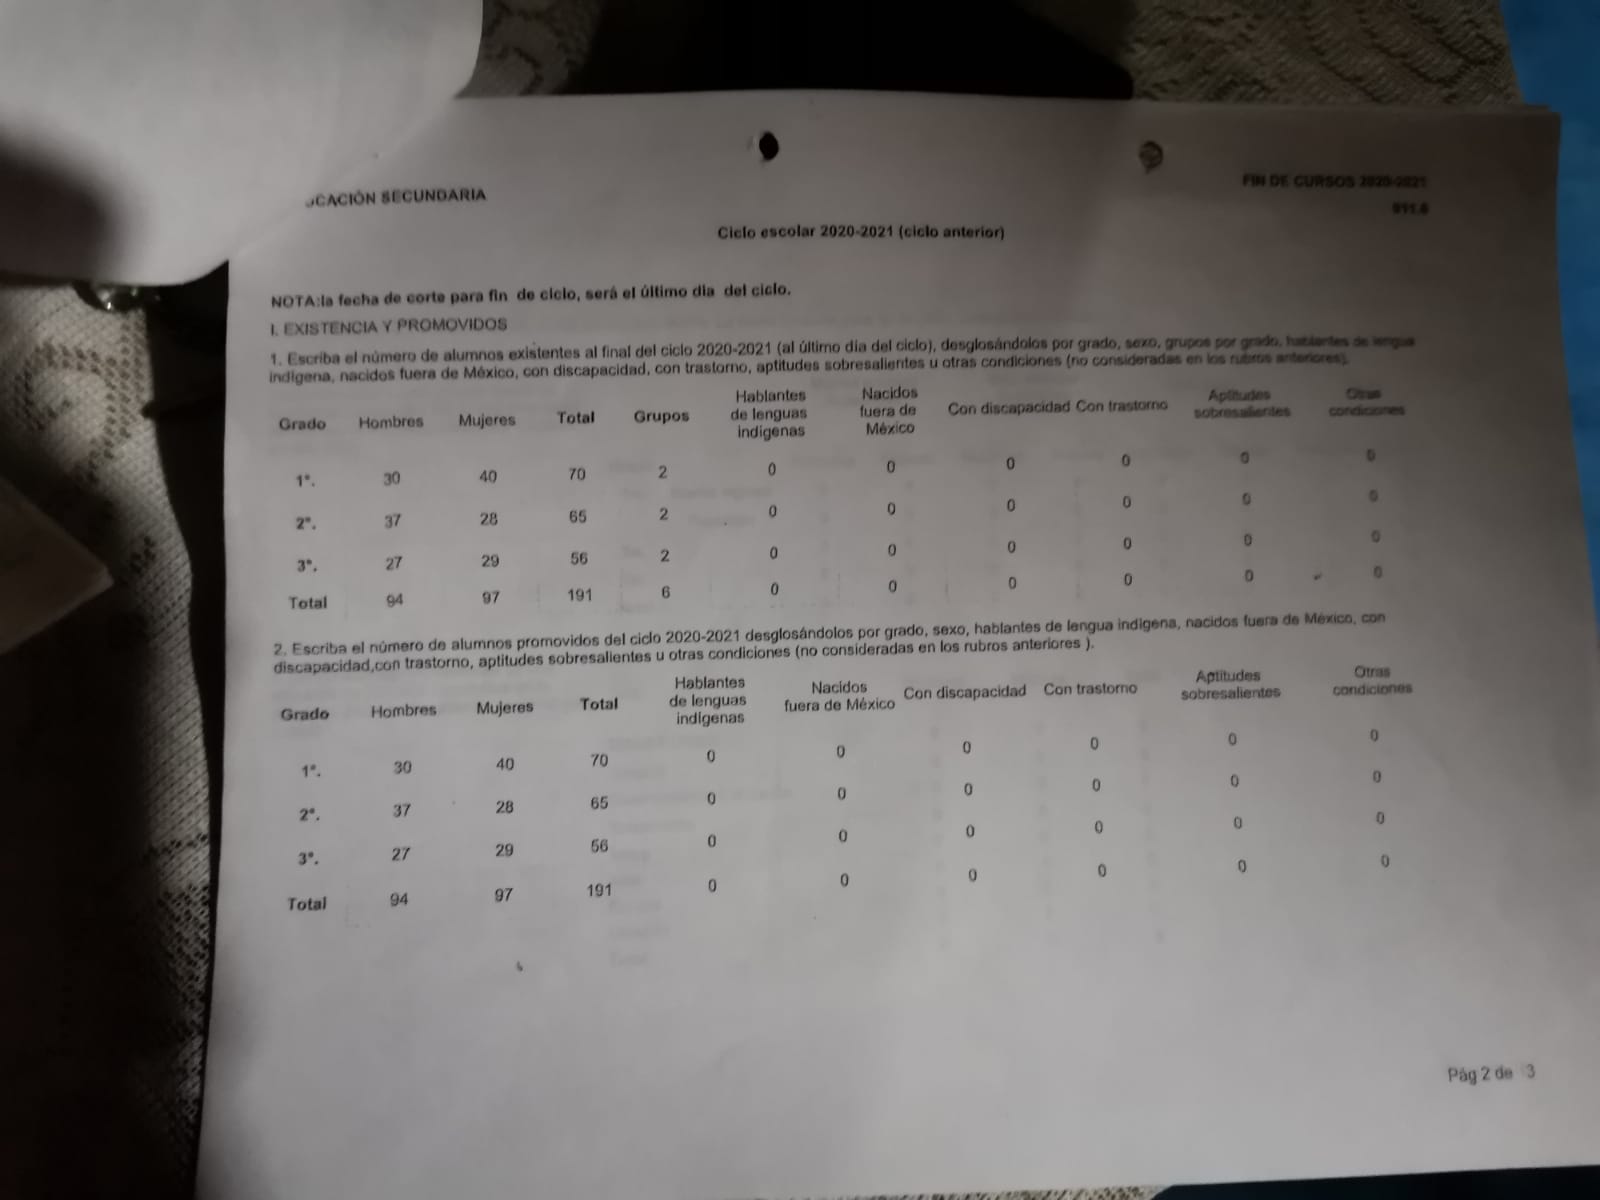 CACIÓN SECUNDARIA
FIN DE CURSOS 2020-2021
911.6
Ciclo escolar 2020-2021 (ciclo anterior)
NOTA:la fecha de corte para fin de ciclo, será el último dia del ciclo.
I. EXISTENCIA Y PROMOVIDOS
1. Escriba el número de alumnos existentes al final del ciclo 2020-2021 (al último dia del ciclo), desglosándolos por grado, sexo, grupos por grado, hablantes de lengua
indígena, nacidos fuera de México, con discapacidad, con trastorno, aptitudes sobresalientes u otras condiciones (no consideradas en los rubros anteriores).
Grado Hombres Mujeres Total Grupos Hablantes de lenguas indigenas Nacidos fuera de México Con discapacidad Con trastorno Aptitudes sobresalientes Otras condiciones
1°. 30 40 70 2 0 0 0 0 0 0
2°. 37 28 65 2 0 0 0 0 0 0
3°. 27 29 56 2 0 0 0 0 0 0
Total 94 97 191 6 0 0 0 0 0 0
2. Escriba el número de alumnos promovidos del ciclo 2020-2021 desglosándolos por grado, sexo, hablantes de lengua indigena, nacidos fuera de México, con
discapacidad,con trastorno, aptitudes sobresalientes u otras condiciones (no consideradas en los rubros anteriores ).
Grado Hombres Mujeres Total Hablantes de lenguas indígenas Nacidos fuera de México Con discapacidad Con trastorno Aptitudes sobresalientes Otras condiciones
1°. 30 40 70 0 0 0 0 0 0
2°. 37 28 65 0 0 0 0 0 0
3°. 27 29 56 0 0 0 0 0 0
Total 94 97 191 0 0 0 0 0 0
Pág 2 de 3